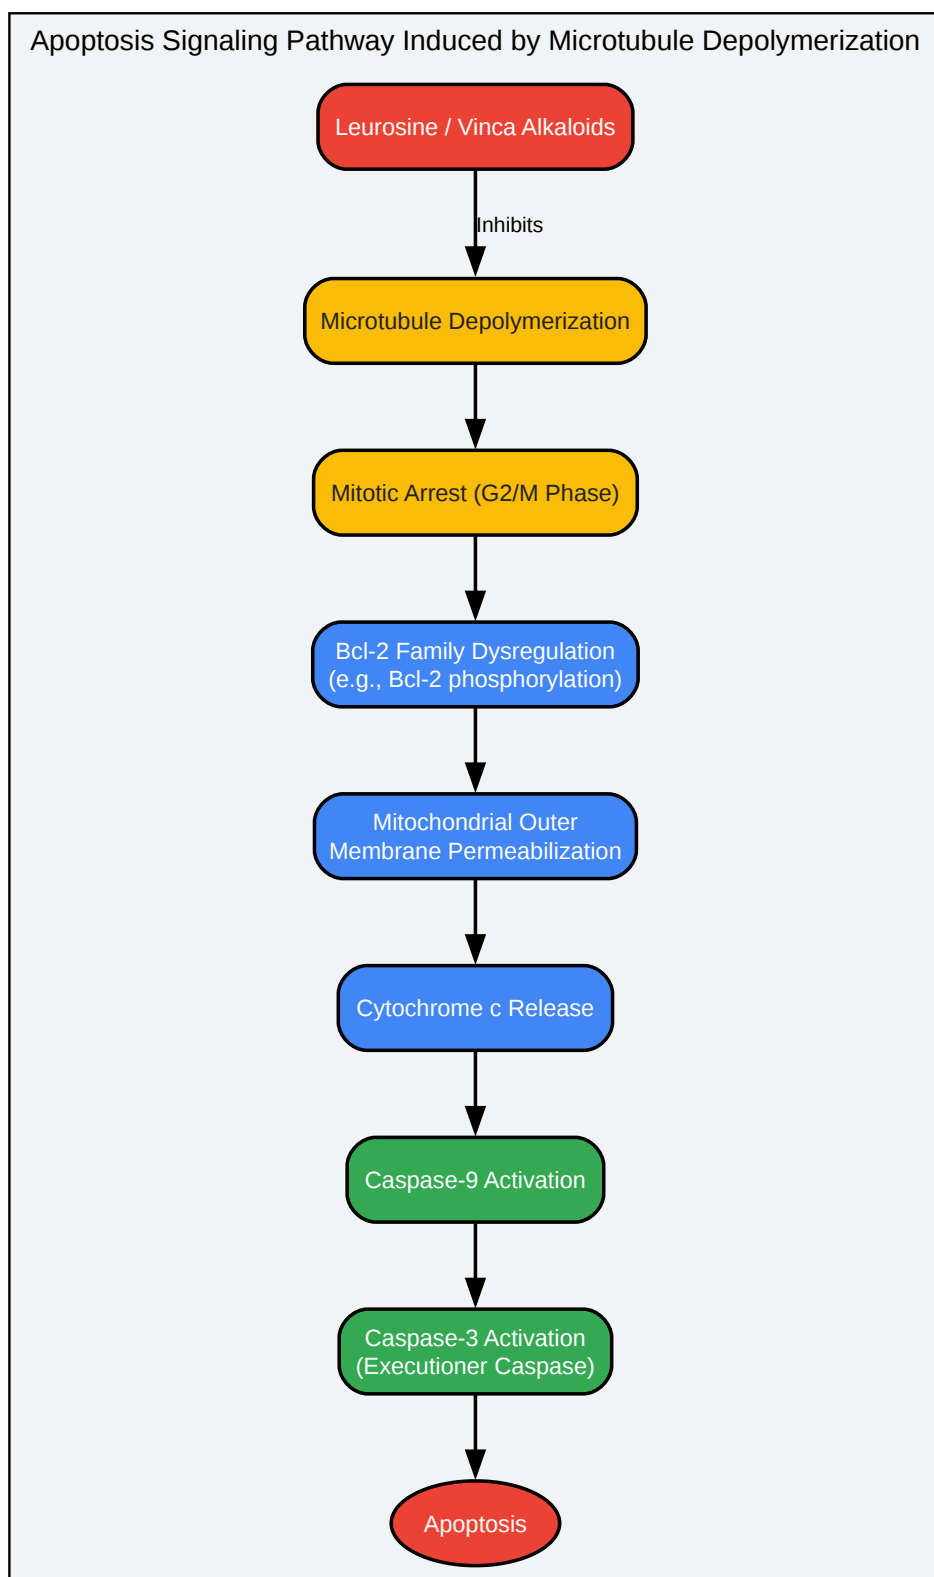 Apoptosis Signaling Pathway Induced by Microtubule Depolymerization
Leurosine / Vinca Alkaloids
Inhibits
Microtubule Depolymerization
Mitotic Arrest (G2/M Phase)
Bcl-2 Family Dysregulation
(e.g., Bcl-2 phosphorylation)
Mitochondrial Outer
Membrane Permeabilization
Cytochrome c Release
Caspase-9 Activation
Caspase-3 Activation
(Executioner Caspase)
Apoptosis